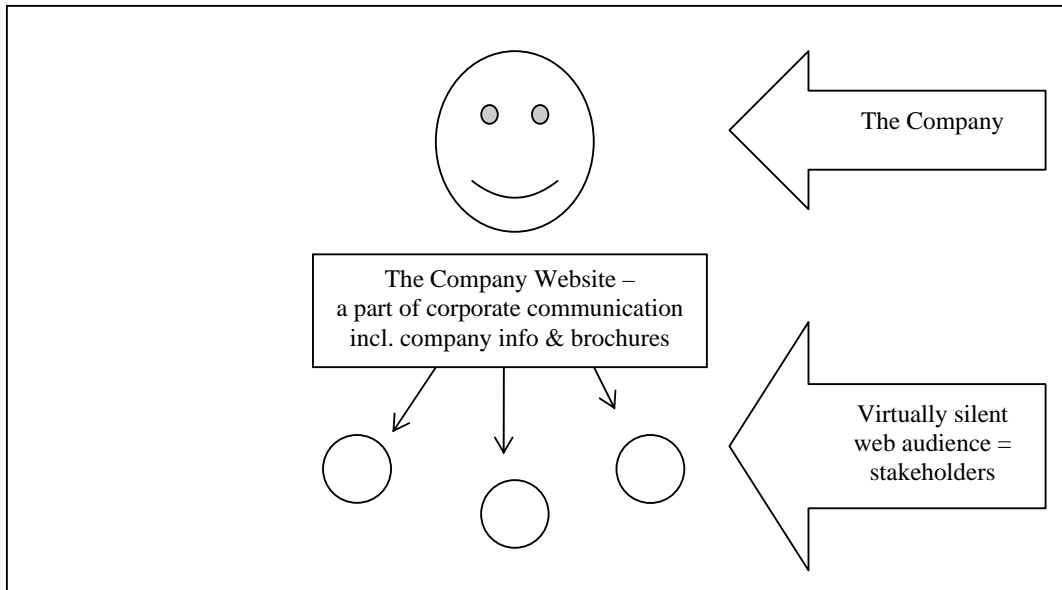 The Company
The Company Website –
a part of corporate communication
incl. company info & brochures
Virtually silent
web audience =
stakeholders